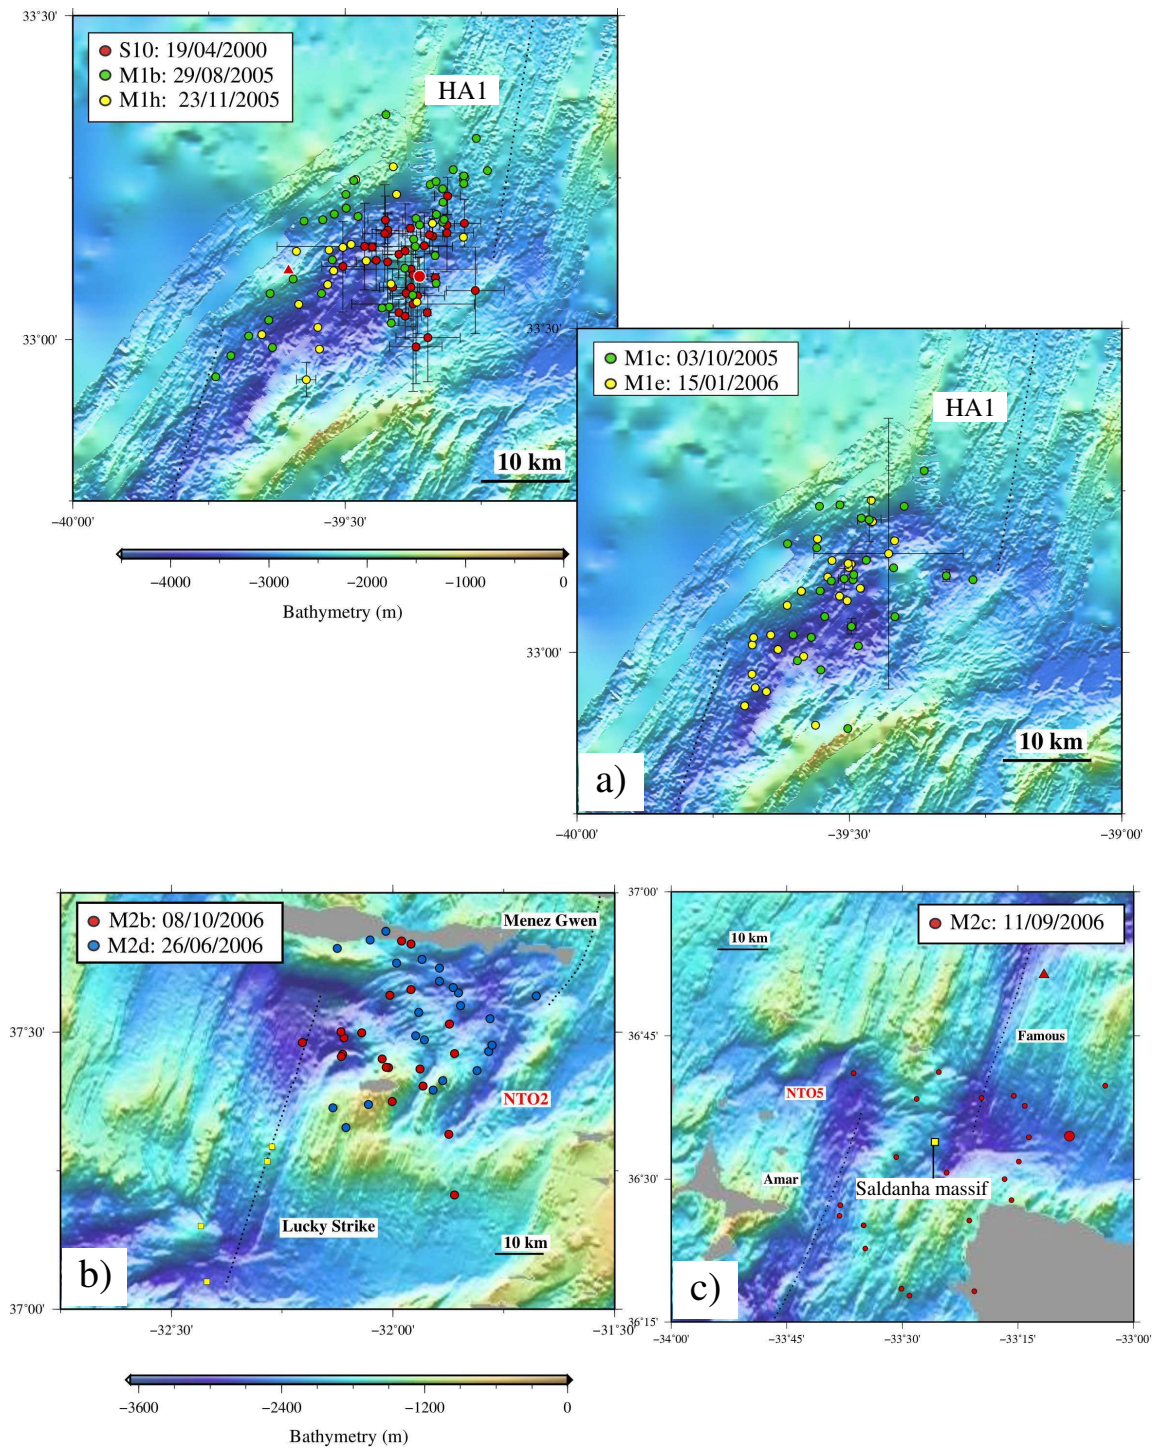 33°30'
S10: 19/04/2000
M1b: 29/08/2005
M1h: 23/11/2005
HA1
33°00'
10 km
−40°00'
−39°30'
−4000
−3000
−2000
−1000
0
Bathymetry (m)
33°30'
M1c: 03/10/2005
M1e: 15/01/2006
HA1
33°00'
10 km
a)
−40°00'
−39°30'
−39°00'
M2b: 08/10/2006
M2d: 26/06/2006
Menez Gwen
37°30'
NTO2
Lucky Strike
10 km
b)
37°00'
−32°30'
−32°00'
−31°30'
−3600
−2400
−1200
0
Bathymetry (m)
37°00'
M2c: 11/09/2006
10 km
36°45'
Famous
NTO5
36°30'
Amar
Saldanha massif
c)
36°15'
−34°00'
−33°45'
−33°30'
−33°15'
−33°00'